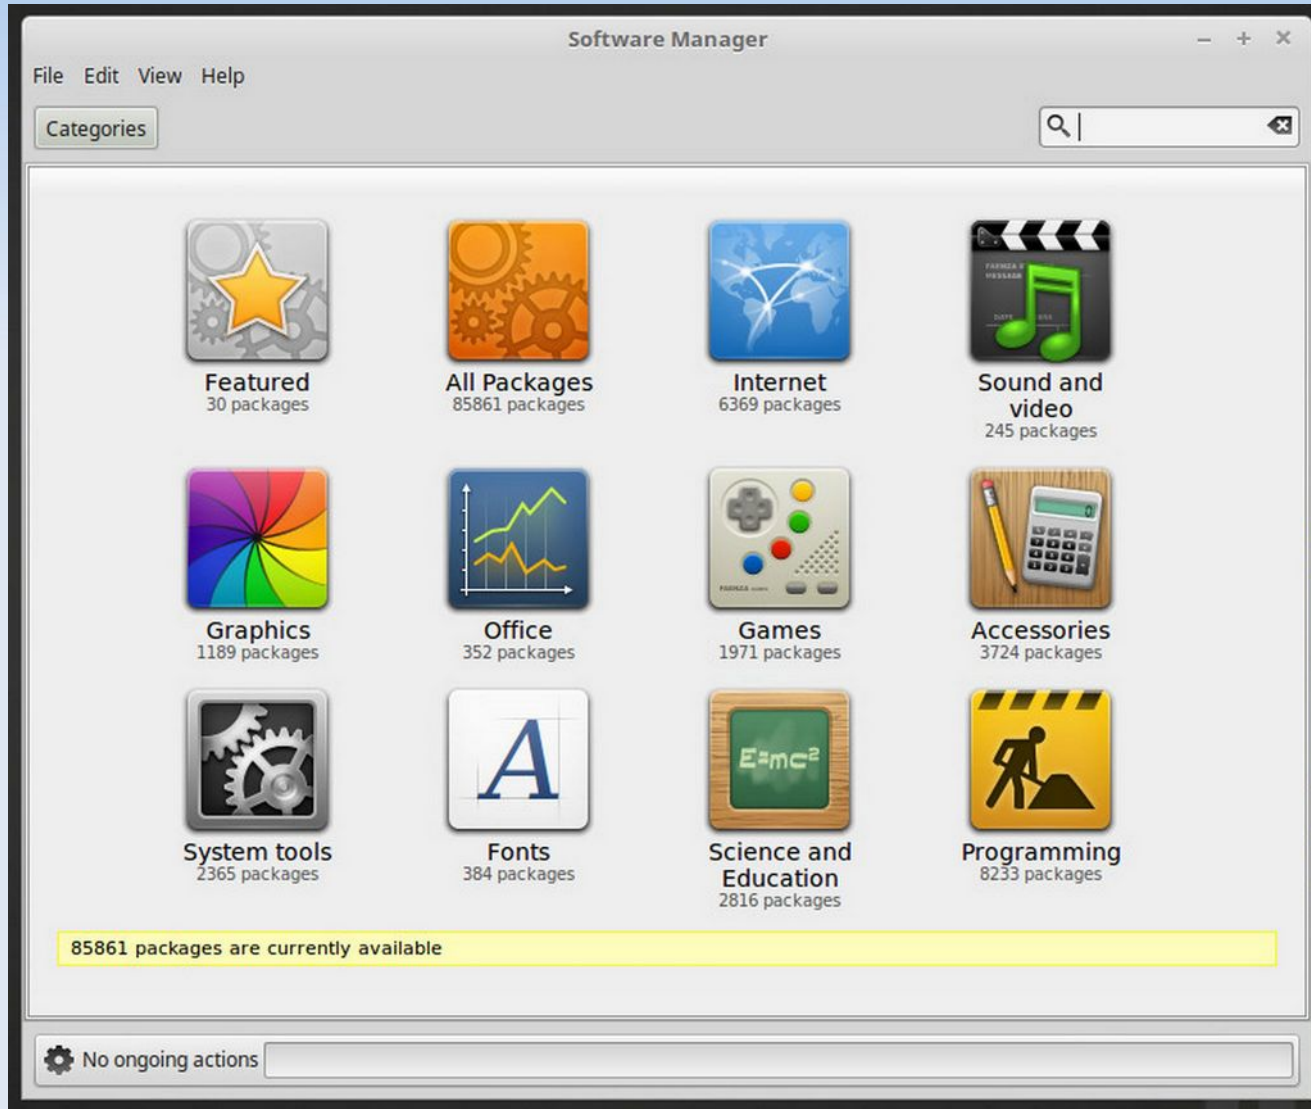 Software Manager
File Edit View Help
Categories
Featured
30 packages
All Packages
85861 packages
Internet
6369 packages
Sound and
video
245 packages
Graphics
1189 packages
Office
352 packages
Games
1971 packages
Accessories
3724 packages
System tools
2365 packages
Fonts
384 packages
E=mc²
Science and
Education
2816 packages
Programming
8233 packages
85861 packages are currently available
No ongoing actions